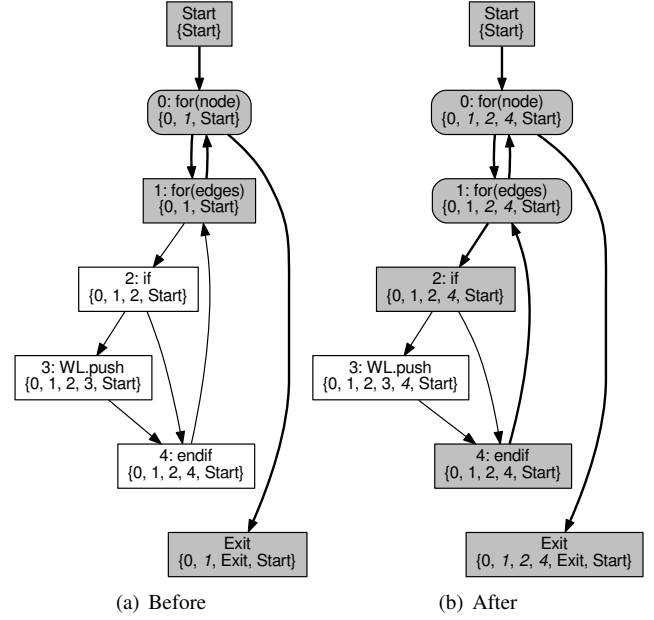 Start
{Start}
0: for(node)
{0, 1, Start}
1: for(edges)
{0, 1, Start}
2: if
{0, 1, 2, Start}
3: WL.push
{0, 1, 2, 3, Start}
4: endif
{0, 1, 2, 4, Start}
Exit
{0, 1, Exit, Start}
(a) Before
Start
{Start}
0: for(node)
{0, 1, 2, 4, Start}
1: for(edges)
{0, 1, 2, 4, Start}
2: if
{0, 1, 2, 4, Start}
3: WL.push
{0, 1, 2, 3, 4, Start}
4: endif
{0, 1, 2, 4, Start}
Exit
{0, 1, 2, 4, Exit, Start}
(b) After